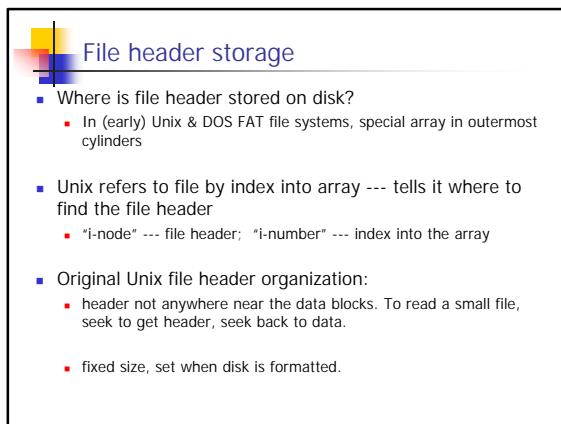 File header storage
Where is file header stored on disk?
In (early) Unix & DOS FAT file systems, special array in outermost
cylinders
Unix refers to file by index into array --- tells it where to
find the file header
"i-node" --- file header; "i-number" --- index into the array
Original Unix file header organization:
header not anywhere near the data blocks. To read a small file,
seek to get header, seek back to data.
fixed size, set when disk is formatted.